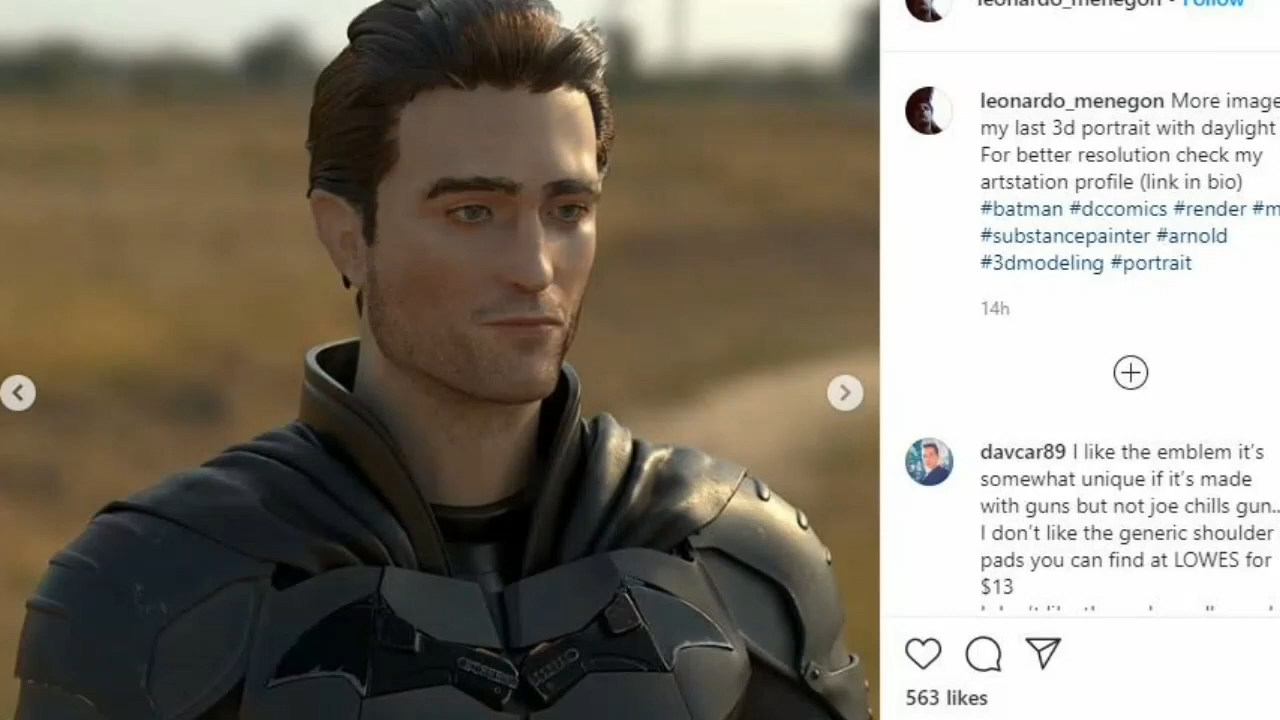 leonardo_menegon • Follow
leonardo_menegon More image
my last 3d portrait with daylight
For better resolution check my
artstation profile (link in bio)
#batman #dccomics #render #m
#substancepainter #arnold
#3dmodeling #portrait
14h
davcar89 I like the emblem it's
somewhat unique if it's made
with guns but not joe chills gun..
I don't like the generic shoulder
pads you can find at LOWES for
$13
563 likes